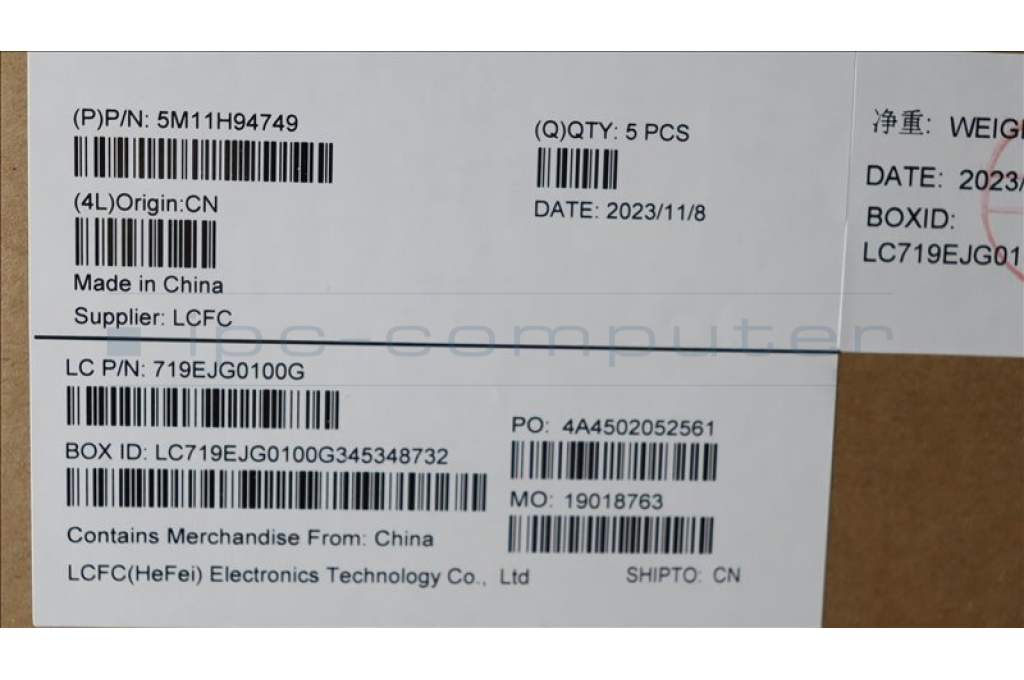 (P)P/N: 5M11H94749
(4L)Origin:CN
Made in China
Supplier: LCFC
(Q)QTY: 5 PCS
DATE: 2023/11/8
净重:
DATE: 2023/
BOXID:
LC719EJG01
ipc-computer
LC P/N: 719EJG0100G
BOX ID: LC719EJG0100G345348732
Contains Merchandise From: China
LCFC(HeFei) Electronics Technology Co., Ltd
PO: 4A4502052561
MO: 19018763
SHIPTO: CN